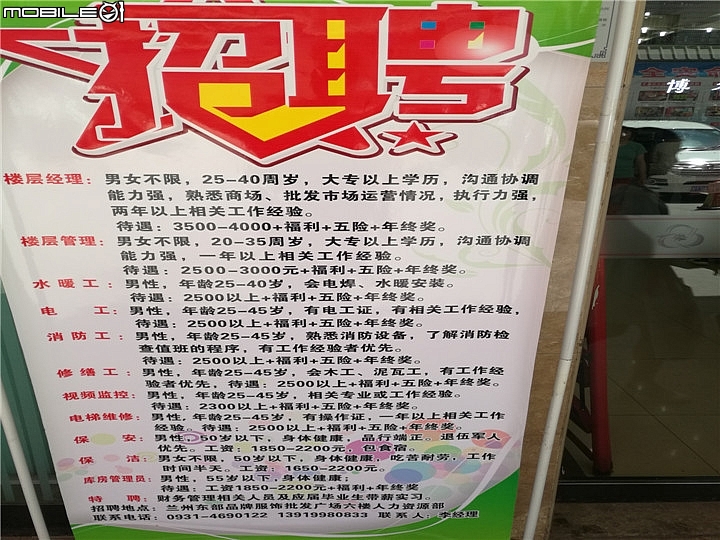 MOBILE01
招聘
楼层经理：男女不限，25-40周岁，大专以上学历，沟通协调
能力强，熟悉商场、批发市场运营情况，执行力强，
两年以上相关工作经验。
待遇：3500-4000+福利+五险+年终奖。
楼层管理：男女不限，20-35周岁，大专以上学历，沟通协调
能力强，一年以上相关工作经验。
待遇：2500-3000元+福利+五险+年终奖。
水暖工：男性，年龄25-40岁，会电焊、水暖安装。
待遇：2500以上+福利+五险+年终奖。
电工：男性，年龄25-45岁，有电工证，有相关工作经验，
待遇：2500以上+福利+五险+年终奖。
消防工：男性，年龄25-45岁，熟悉消防设备，了解消防检
查值班的程序，有工作经验者优先。
待遇：2500以上+福利+五险+年终奖。
修缮工：男性，年龄25-45岁，会木工、泥瓦工，有工作经
验者优先，待遇：2500以上+福利+五险+年终奖。
视频监控：男性，年龄25-45岁，相关专业或工作经验。
待遇：2300以上+福利+五险+年终奖。
电梯维修：男性，年龄25-45岁，有操作证，一年以上相关工作
经验。待遇：2500以上+福利+五险+年终奖。
保安：男性，50岁以下，身体健康，品行端正。退伍军人
优先。工资：1850-2200元，包食宿。
保洁：男女不限，50岁以下，身体健康，吃苦耐劳，工作
时间半天。工资：1650-2200元。
库房管理员：男性，55岁以下，身体健康；
待遇：工资1850-2200+福利+年终奖
特聘：财务管理相关人员及应届毕业生带薪实习。
招聘地点：兰州东部品牌服饰批发广场六楼人力资源部
联系电话：0931-4690122 13919980833 联系人：李经理
博